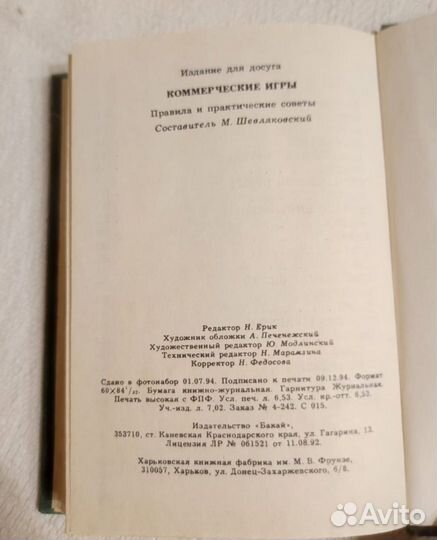 Издание для досуга
КОММЕРЧЕСКИЕ ИГРЫ
Правила и практические советы
Составитель М. Шевляковский
Редактор Н. Ерик
Художник обложки А. Печенежский
Художественный редактор Ю. Модлинский
Технический редактор Н. Марамзина
Корректор Н. Федосова
Сдано в фотонабор 01.07.94. Подписано к печати 09.12.94. Формат
60×84¹/₃₂. Бумага книжно-журнальная. Гарнитура Журнальная.
Печать высокая с ФПФ. Усл. печ. л. 6,53. Усл. кр.-отт. 6,53.
Уч.-изд. л. 7,02. Заказ № 4-242. С 015.
Издательство «Бакай»,
353710, ст. Каневская Краснодарского края, ул. Гагарина, 13.
Лицензия ЛР № 061521 от 11.08.92.
Харьковская книжная фабрика им. М. В. Фрунзе,
310057, Харьков, ул. Донец-Захаржевского, 6/8.
Avito